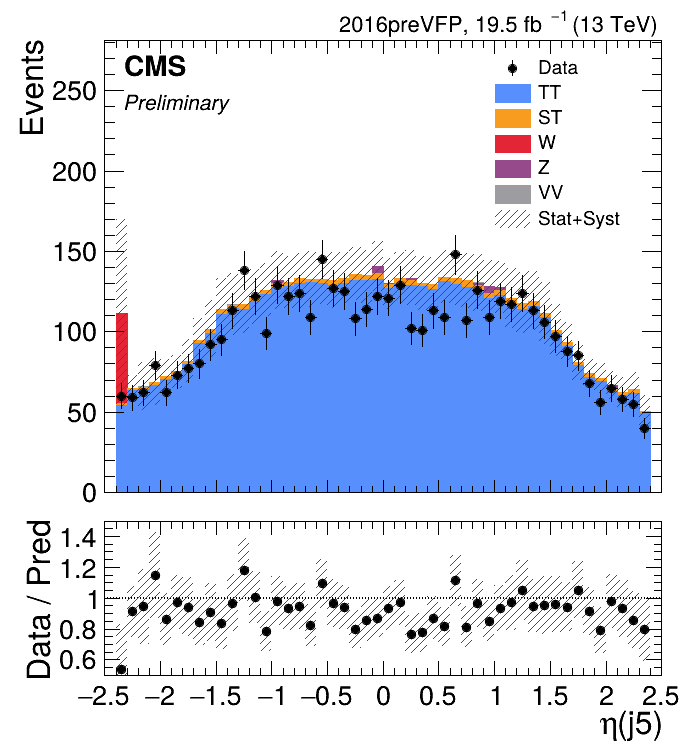 2016preVFP, 19.5 fb⁻¹ (13 TeV)
CMS
Preliminary
Events
Data
TT
ST
W
Z
VV
Stat+Syst
250
200
150
100
50
0
Data / Pred
1.4
1.2
1
0.8
0.6
−2.5 −2 −1.5 −1 −0.5 0 0.5 1 1.5 2 2.5
η(j5)